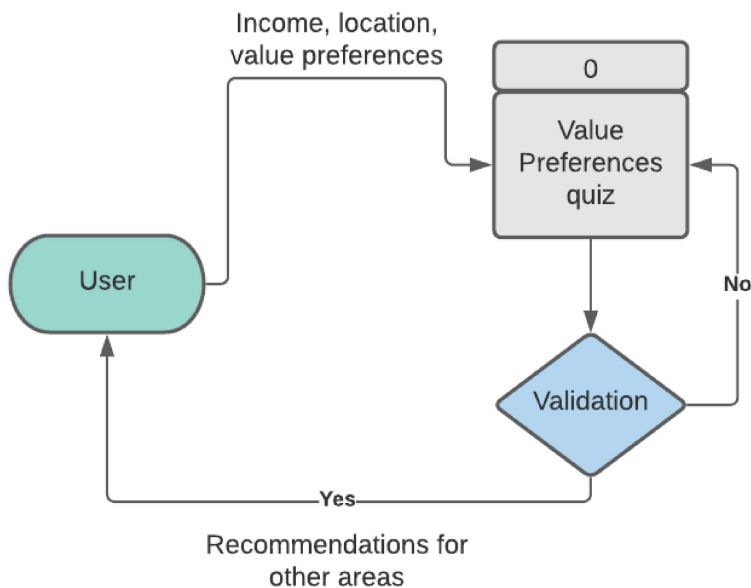 Income, location,
value preferences
0
Value
Preferences
quiz
User
No
Validation
Yes
Recommendations for
other areas